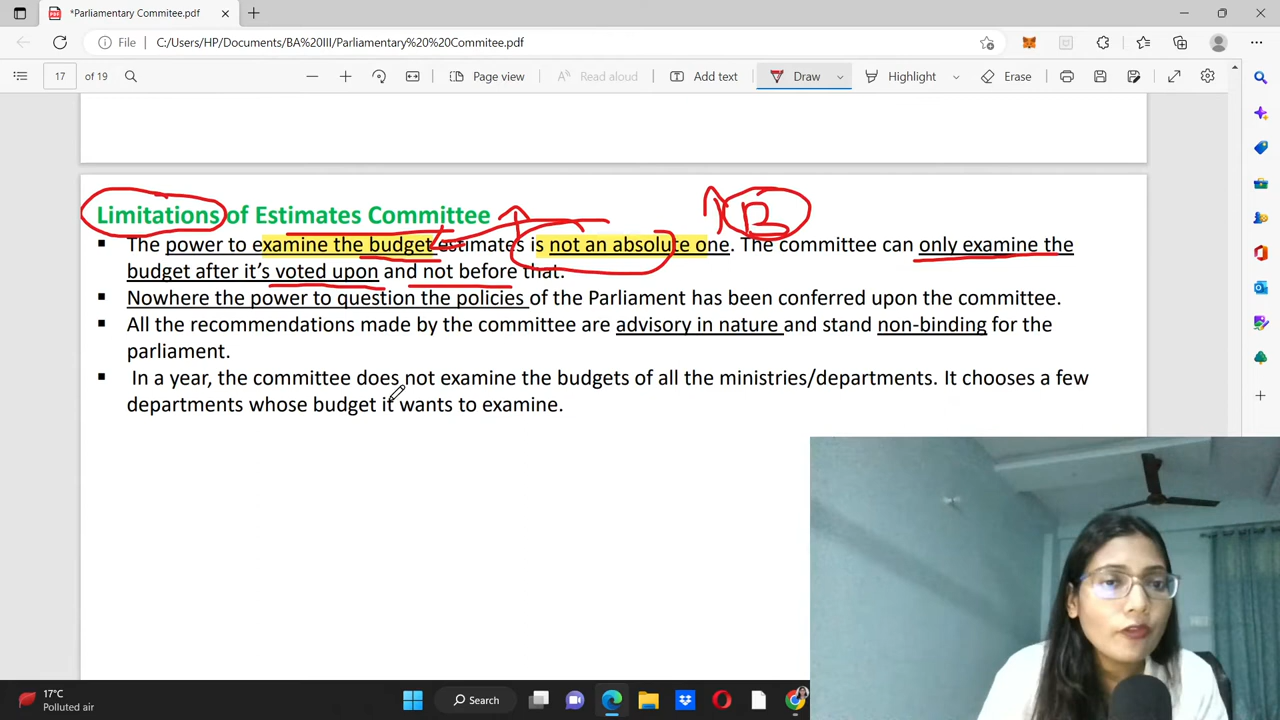 *Parliamentary Commitee.pdf
File C:/Users/HP/Documents/BA%20III/Parliamentary%20%20Commitee.pdf
17 of 19 Page view Read aloud Add text Draw Highlight Erase
B
Limitations of Estimates Committee
▪ The power to examine the budget estimates is not an absolute one. The committee can only examine the
budget after it's voted upon and not before that.
▪ Nowhere the power to question the policies of the Parliament has been conferred upon the committee.
▪ All the recommendations made by the committee are advisory in nature and stand non-binding for the
parliament.
▪ In a year, the committee does not examine the budgets of all the ministries/departments. It chooses a few
departments whose budget it wants to examine.
17°C
Polluted air
Search